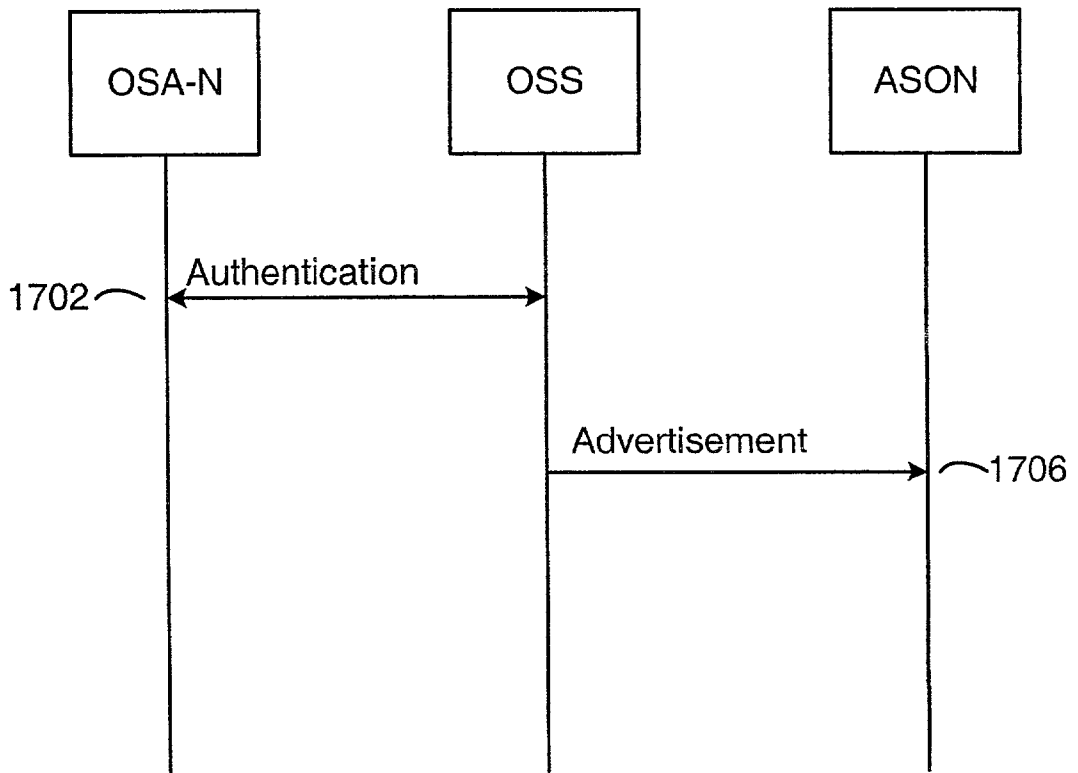 OSA-N
OSS
ASON
Authentication
1702
Advertisement
1706